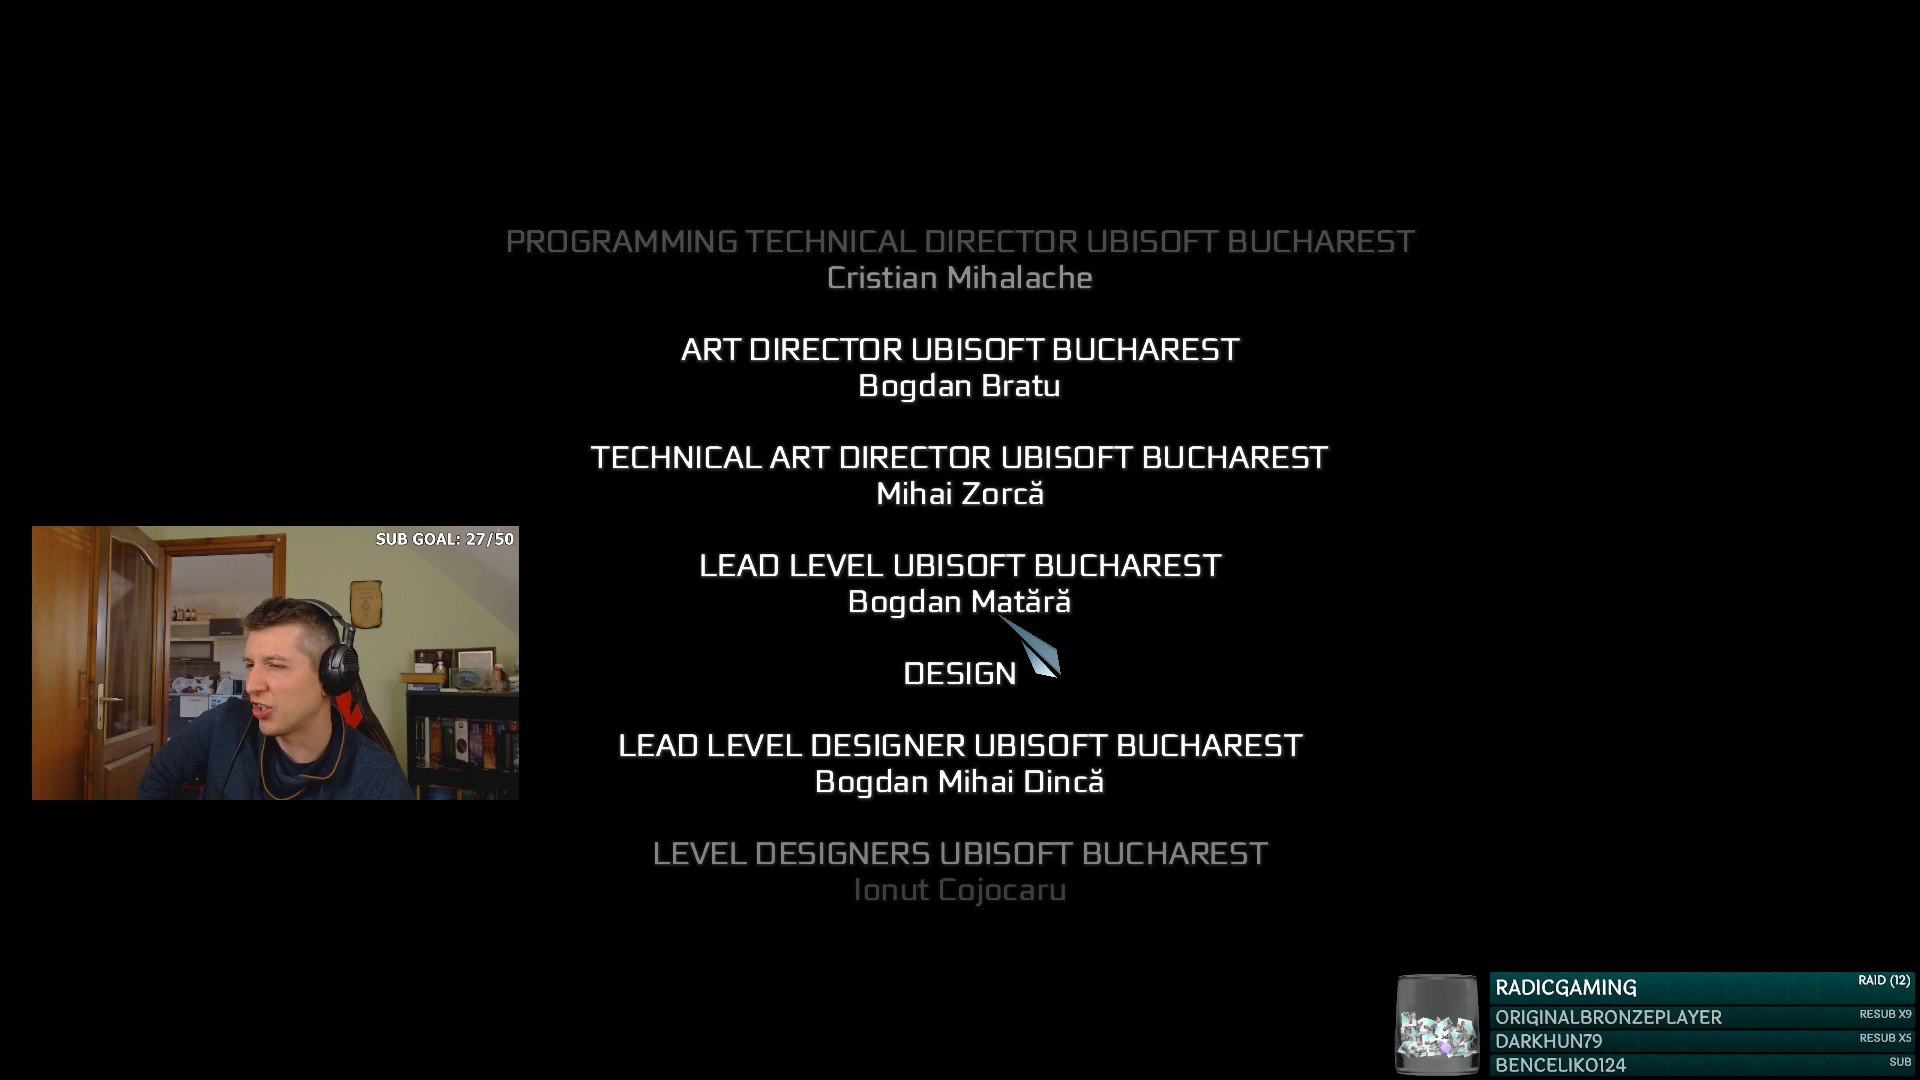 PROGRAMMING TECHNICAL DIRECTOR UBISOFT BUCHAREST
Cristian Mihalache
ART DIRECTOR UBISOFT BUCHAREST
Bogdan Bratu
TECHNICAL ART DIRECTOR UBISOFT BUCHAREST
Mihai Zorcă
LEAD LEVEL UBISOFT BUCHAREST
Bogdan Matără
DESIGN
LEAD LEVEL DESIGNER UBISOFT BUCHAREST
Bogdan Mihai Dincă
LEVEL DESIGNERS UBISOFT BUCHAREST
Ionut Cojocaru
SUB GOAL: 27/50
RADICGAMING RAID (12)
ORIGINALBRONZEPLAYER RESUB X9
DARKHUN79 RESUB X5
BENCELIKO124 SUB